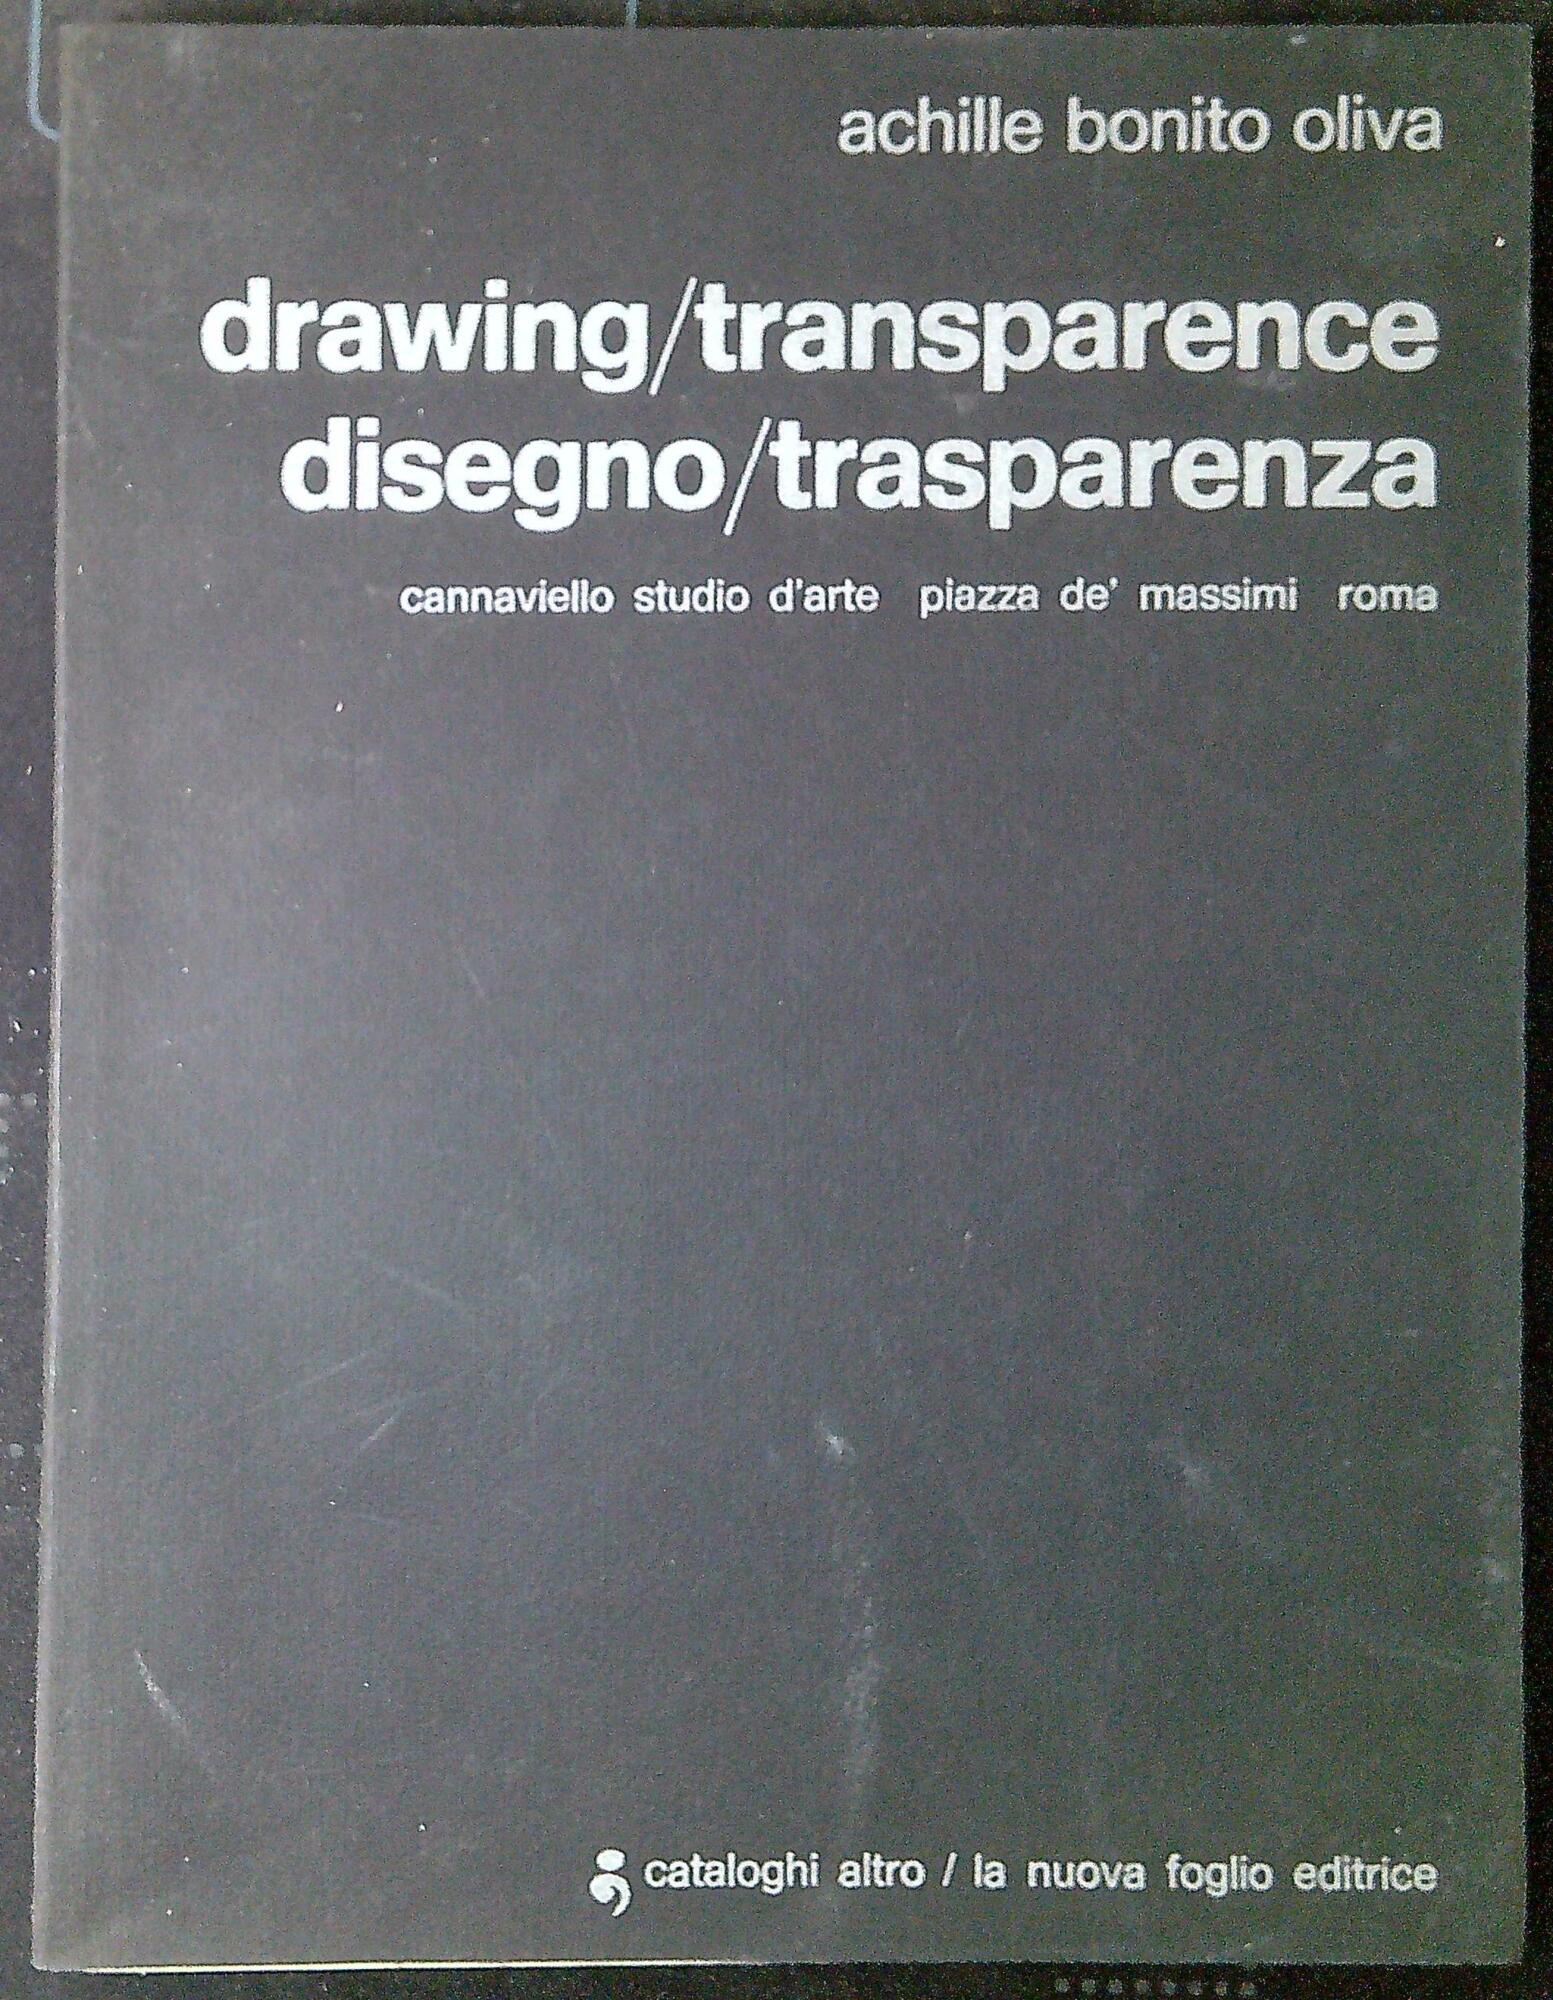 achille bonito oliva
drawing/transparence
disegno/trasparenza
cannaviello studio d'arte piazza de' massimi roma
cataloghi altro / la nuova foglio editrice